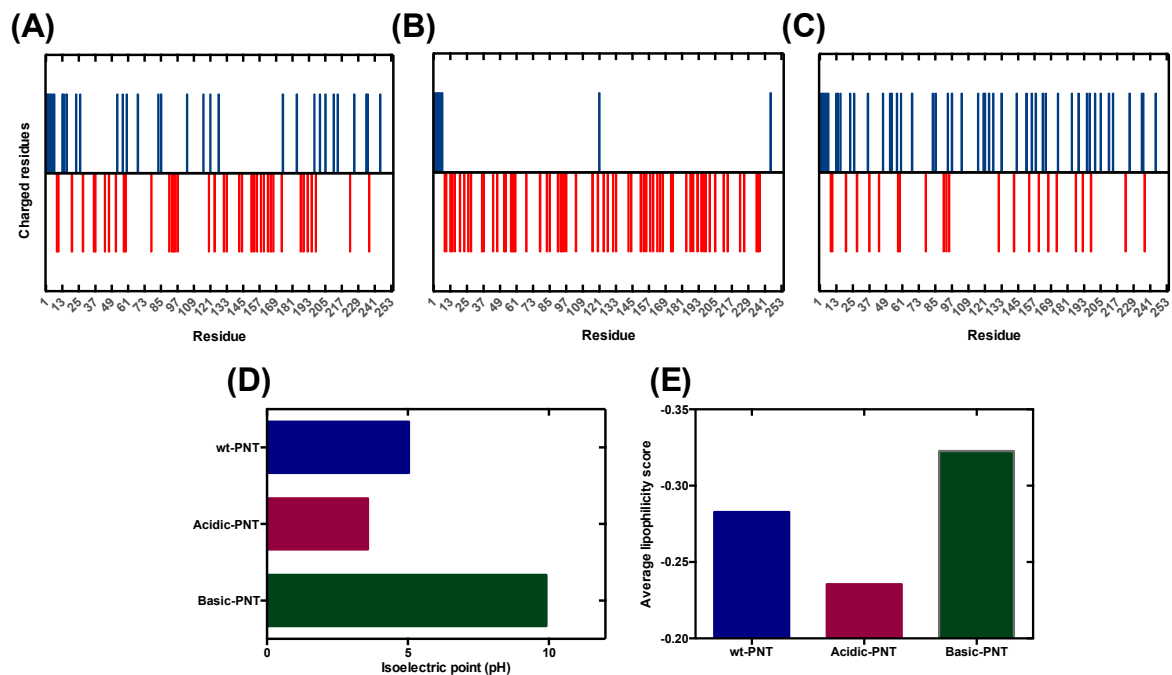 (A)
(B)
(C)
Charged residues
1 13 25 37 49 61 73 85 97 109 121 133 145 157 169 181 193 205 217 229 241 253
1 13 25 37 49 61 73 85 97 109 121 133 145 157 169 181 193 205 217 229 241 253
1 13 25 37 49 61 73 85 97 109 121 133 145 157 169 181 193 205 217 229 241 253
Residue
Residue
Residue
(D)
wt-PNT
Acidic-PNT
Basic-PNT
0 5 10
Isoelectric point (pH)
(E)
Average lipophilicity score
-0.35
-0.30
-0.25
-0.20
wt-PNT Acidic-PNT Basic-PNT